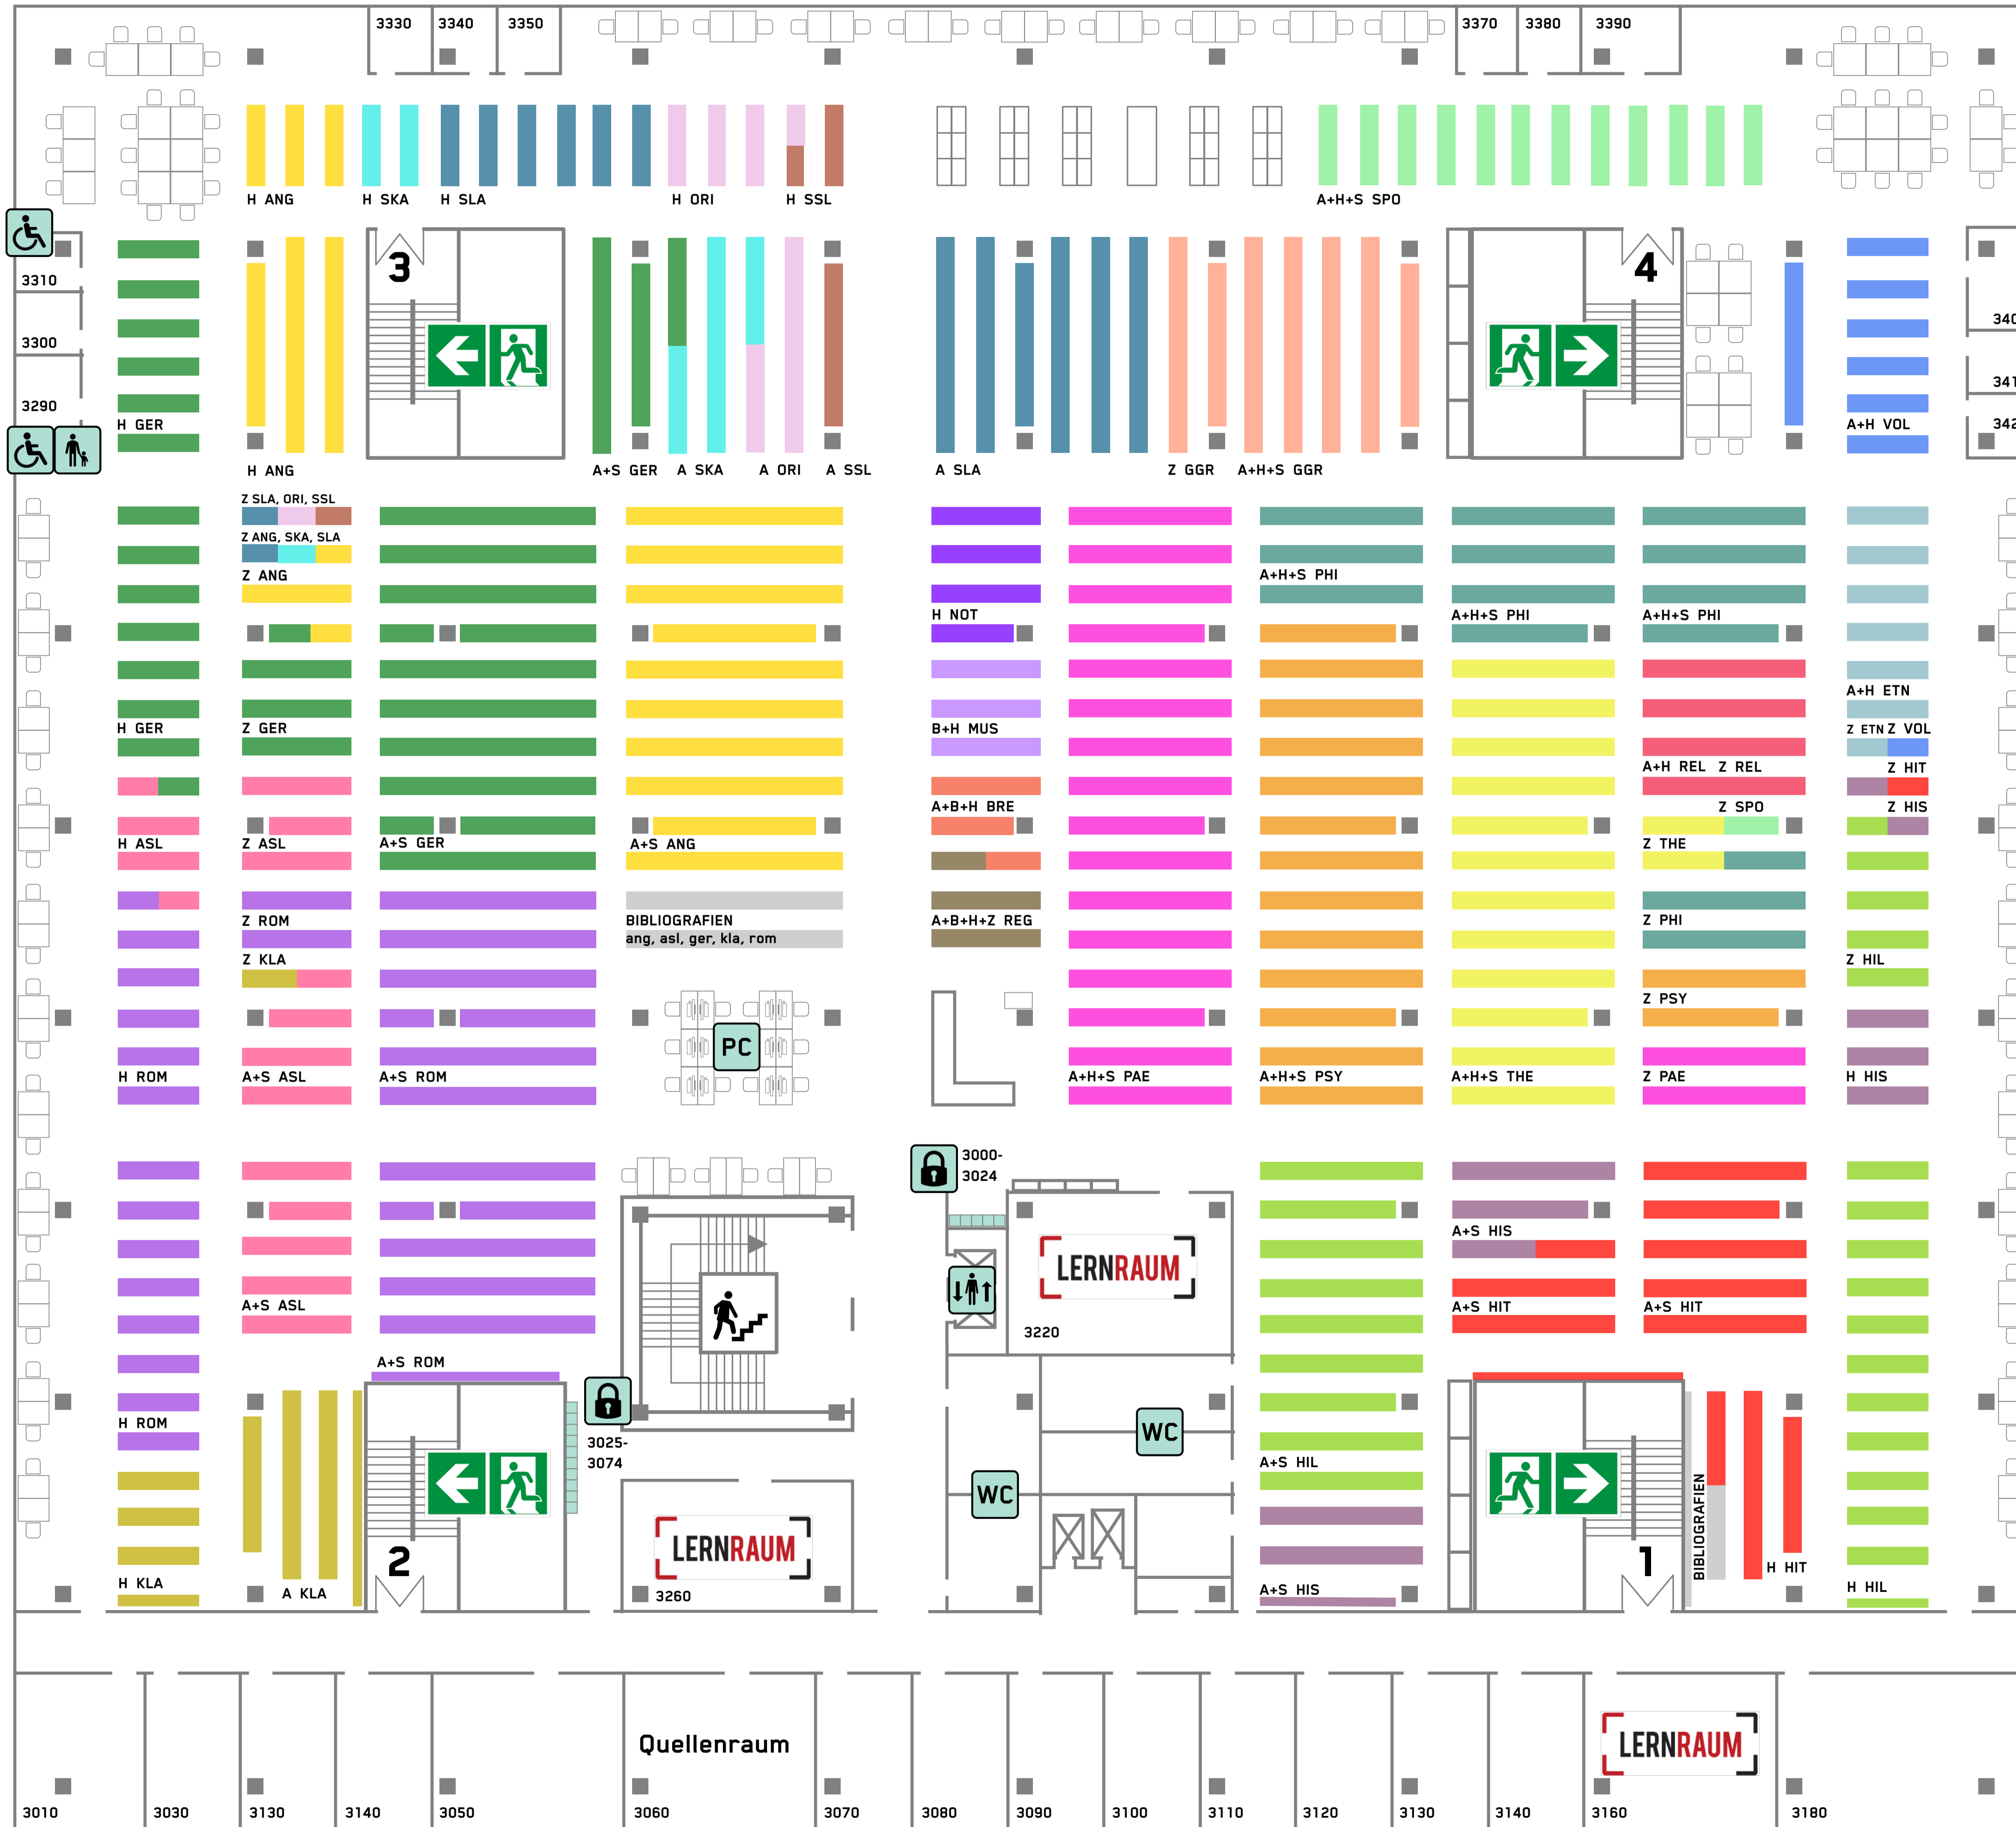 3330 3340 3350 3370 3380 3390
H ANG H SKA H SLA H ORI H SSL A+H+S SPO
3 4
3310
3300
3290
H GER A+H VOL
H ANG A+S GER A SKA A ORI A SSL A SLA Z GGR A+H+S GGR
Z SLA, ORI, SSL
Z ANG, SKA, SLA
Z ANG A+H+S PHI
H NOT A+H+S PHI A+H+S PHI
A+H ETN
H GER Z GER B+H MUS Z ETN Z VOL
A+H REL Z REL Z HIT
A+B+H BRE Z SPO Z HIS
H ASL Z ASL A+S GER A+S ANG Z THE
Z ROM BIBLIOGRAFIEN A+B+H+Z REG Z PHI
ang, asl, ger, kla, rom
Z KLA Z HIL
Z PSY
PC
H ROM A+S ASL A+S ROM A+H+S PAE A+H+S PSY A+H+S THE Z PAE H HIS
3000-
3024
A+S HIS
LERNRAUM
A+S ASL A+S HIT A+S HIT
3220
A+S ROM
H ROM WC
3025-
3074
A+S HIL
WC
BIBLIOGRAFIEN
LERNRAUM
2 1
H KLA A KLA H HIT
3260 A+S HIS H HIL
Quellenraum LERNRAUM
3010 3030 3130 3140 3050 3060 3070 3080 3090 3100 3110 3120 3130 3140 3160 3180